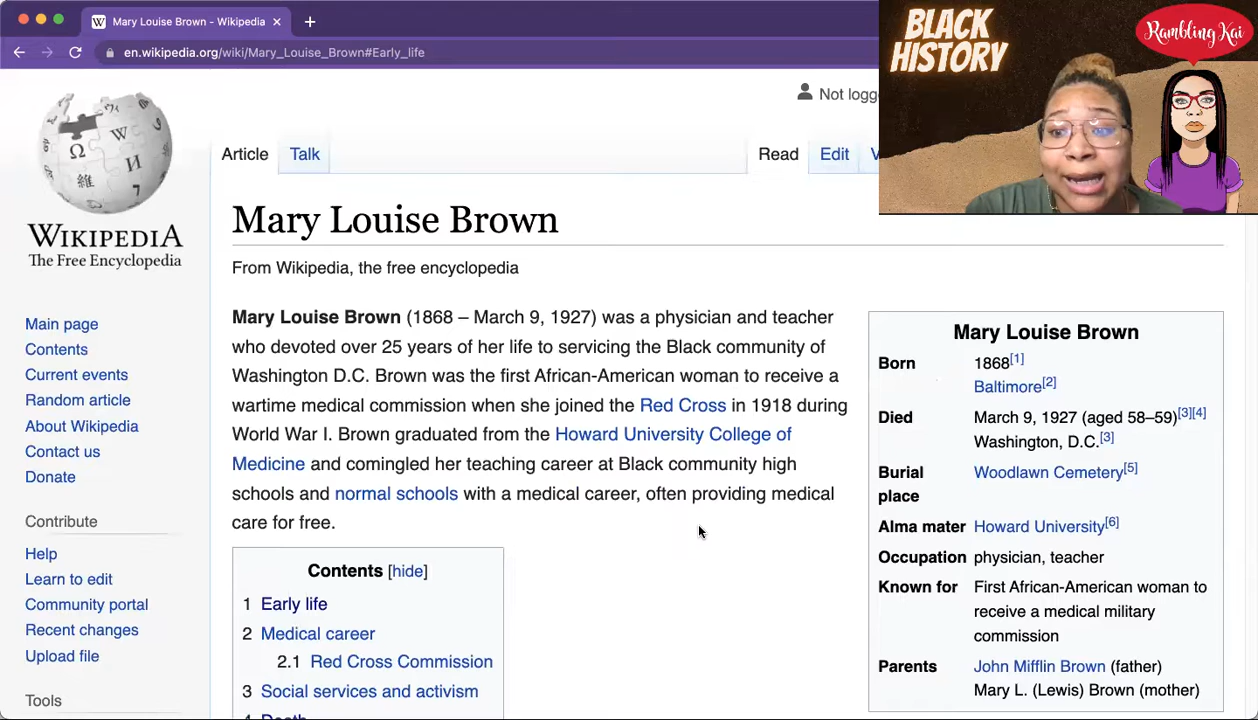 Mary Louise Brown - Wikipedia
en.wikipedia.org/wiki/Mary_Louise_Brown#Early_life
BLACK
HISTORY
Rambling Kai
Not logg
Article
Talk
Read
Edit
V
WIKIPEDIA
The Free Encyclopedia
Main page
Contents
Current events
Random article
About Wikipedia
Contact us
Donate
Contribute
Help
Learn to edit
Community portal
Recent changes
Upload file
Tools
Mary Louise Brown
From Wikipedia, the free encyclopedia
Mary Louise Brown (1868 – March 9, 1927) was a physician and teacher
who devoted over 25 years of her life to servicing the Black community of
Washington D.C. Brown was the first African-American woman to receive a
wartime medical commission when she joined the Red Cross in 1918 during
World War I. Brown graduated from the Howard University College of
Medicine and comingled her teaching career at Black community high
schools and normal schools with a medical career, often providing medical
care for free.
Contents [hide]
1 Early life
2 Medical career
2.1 Red Cross Commission
3 Social services and activism
4 Death
Mary Louise Brown
Born 1868[1]
Baltimore[2]
Died March 9, 1927 (aged 58–59)[3][4]
Washington, D.C.[3]
Burial Woodlawn Cemetery[5]
place
Alma mater Howard University[6]
Occupation physician, teacher
Known for First African-American woman to
receive a medical military
commission
Parents John Mifflin Brown (father)
Mary L. (Lewis) Brown (mother)